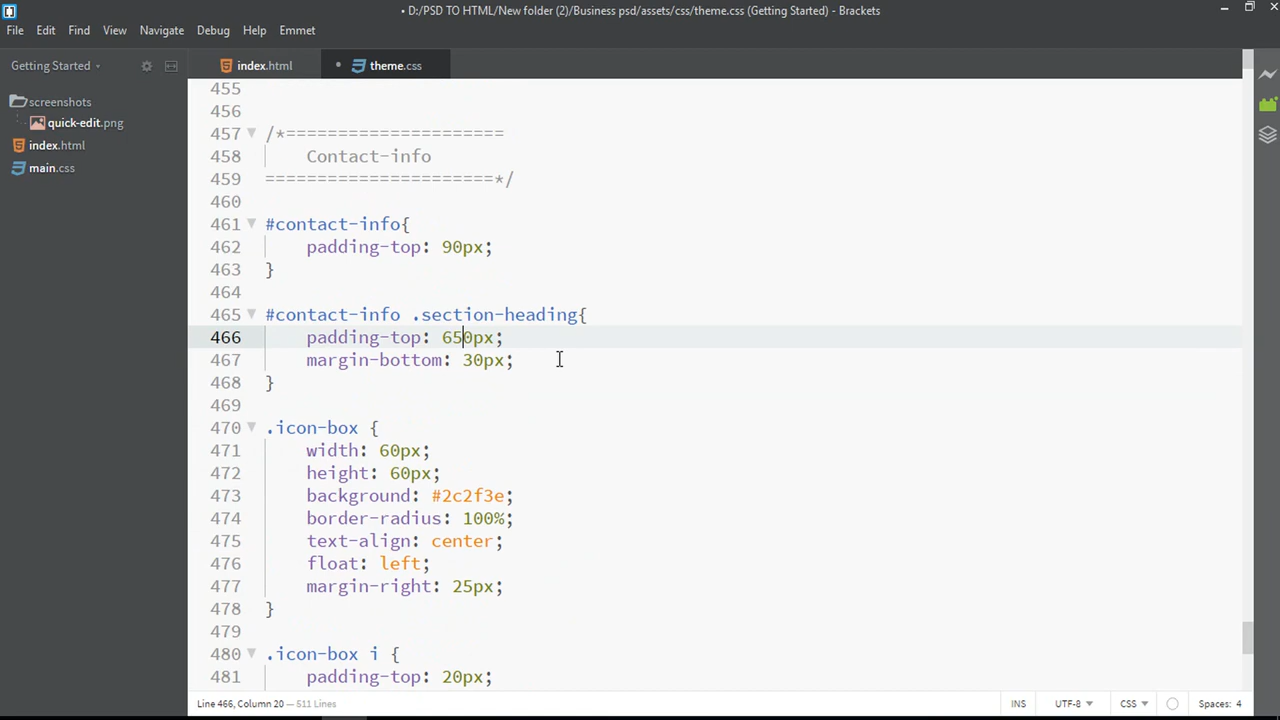 • D:/PSD TO HTML/New folder (2)/Business psd/assets/css/theme.css (Getting Started) - Brackets
File Edit Find View Navigate Debug Help Emmet
Getting Started
index.html
• theme.css
screenshots
quick-edit.png
index.html
main.css
455
456
457 /*=====================
458 Contact-info
459 ======================*/
460
461 #contact-info{
462 padding-top: 90px;
463 }
464
465 #contact-info .section-heading{
466 padding-top: 650px;
467 margin-bottom: 30px;
468 }
469
470 .icon-box {
471 width: 60px;
472 height: 60px;
473 background: #2c2f3e;
474 border-radius: 100%;
475 text-align: center;
476 float: left;
477 margin-right: 25px;
478 }
479
480 .icon-box i {
481 padding-top: 20px;
Line 466, Column 20 — 511 Lines
INS UTF-8 CSS Spaces: 4